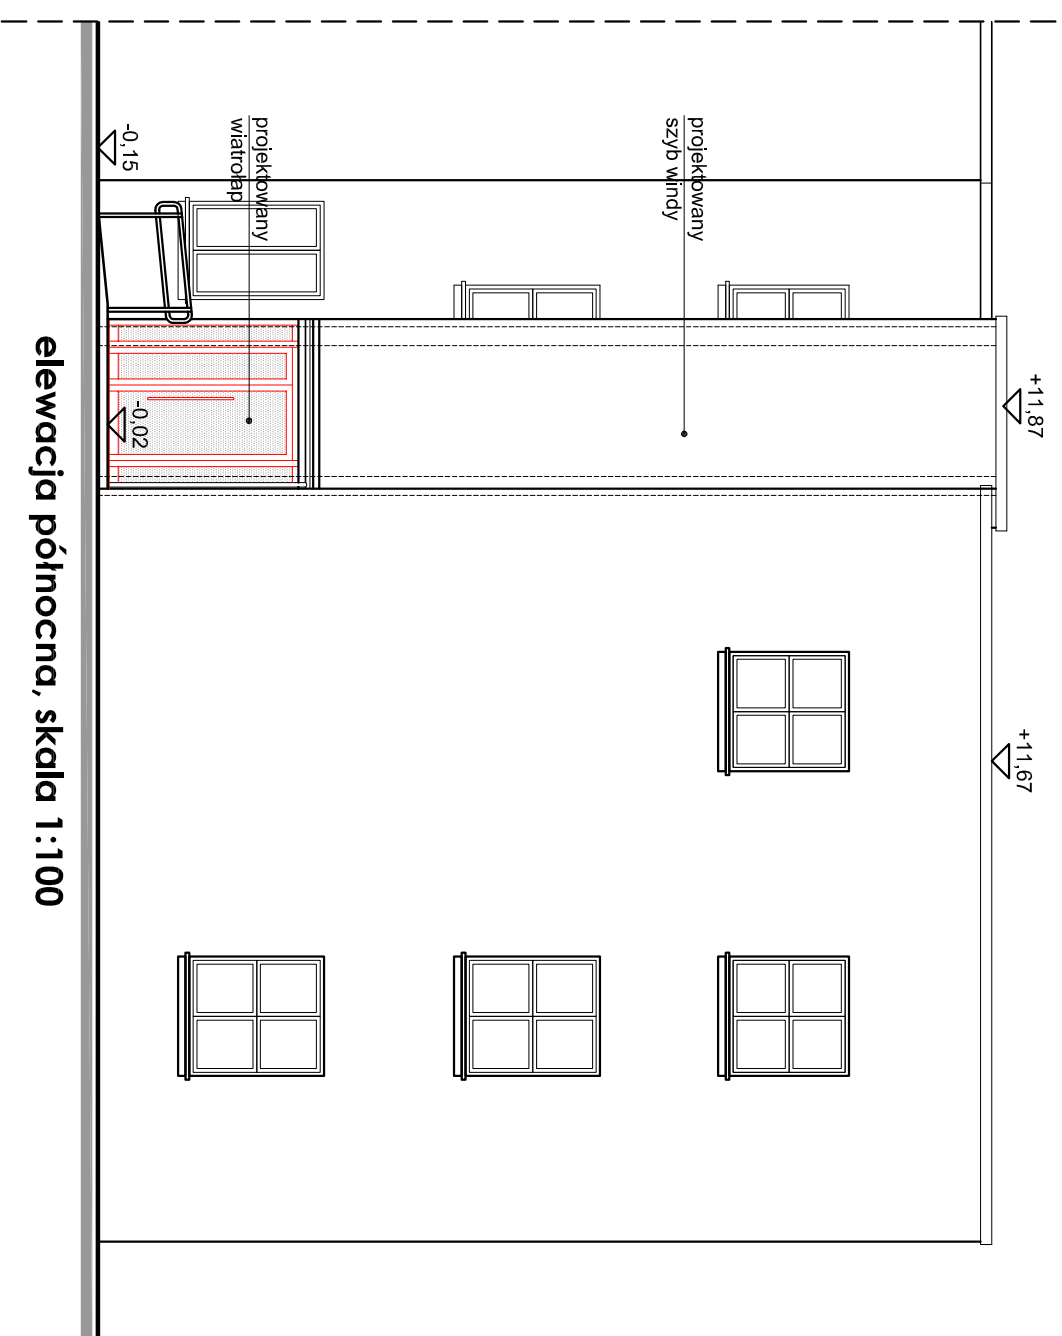 +11,87
+11,67
projektowany
szyb windy
projektowany
wiatrołap
-0,15
-0,02
elewacja północna, skala 1:100